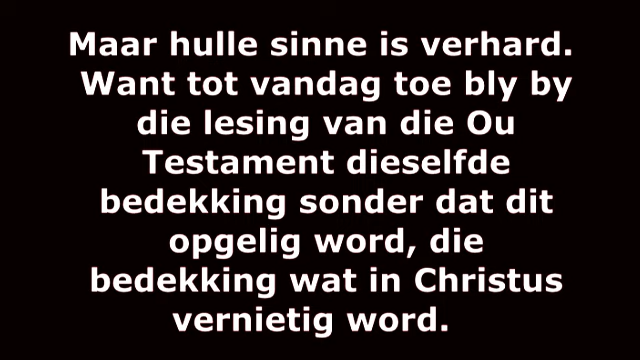 Maar hulle sinne is verhard.
Want tot vandag toe bly by
die lesing van die Ou
Testament dieselfde
bedekking sonder dat dit
opgelig word, die
bedekking wat in Christus
vernietig word.